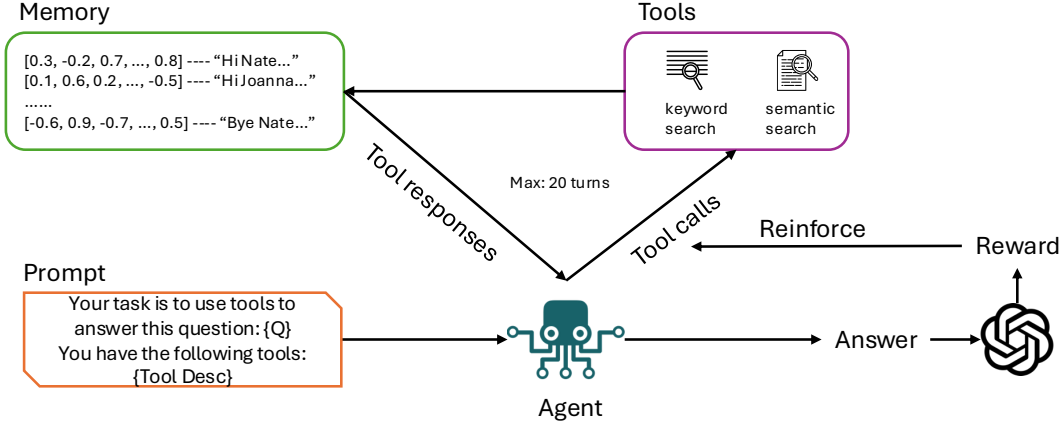 Memory
[0.3, -0.2, 0.7, ..., 0.8] ---- “Hi Nate...”
[0.1, 0.6, 0.2, ..., -0.5] ---- “Hi Joanna...”
......
[-0.6, 0.9, -0.7, ..., 0.5] ---- “Bye Nate...”
Tools
keyword
search
semantic
search
Tool responses
Max: 20 turns
Tool calls
Reinforce
Reward
Prompt
Your task is to use tools to
answer this question: {Q}
You have the following tools:
{Tool Desc}
Answer
Agent